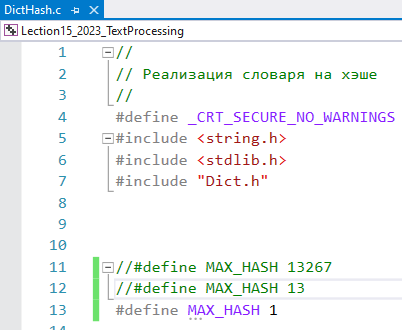 DictHash.c
Lection15_2023_TextProcessing
1 //
2 // Реализация словаря на хэше
3 //
4 #define _CRT_SECURE_NO_WARNINGS
5 #include <string.h>
6 #include <stdlib.h>
7 #include "Dict.h"
8
9
10
11 //#define MAX_HASH 13267
12 //#define MAX_HASH 13
13 #define MAX_HASH 1